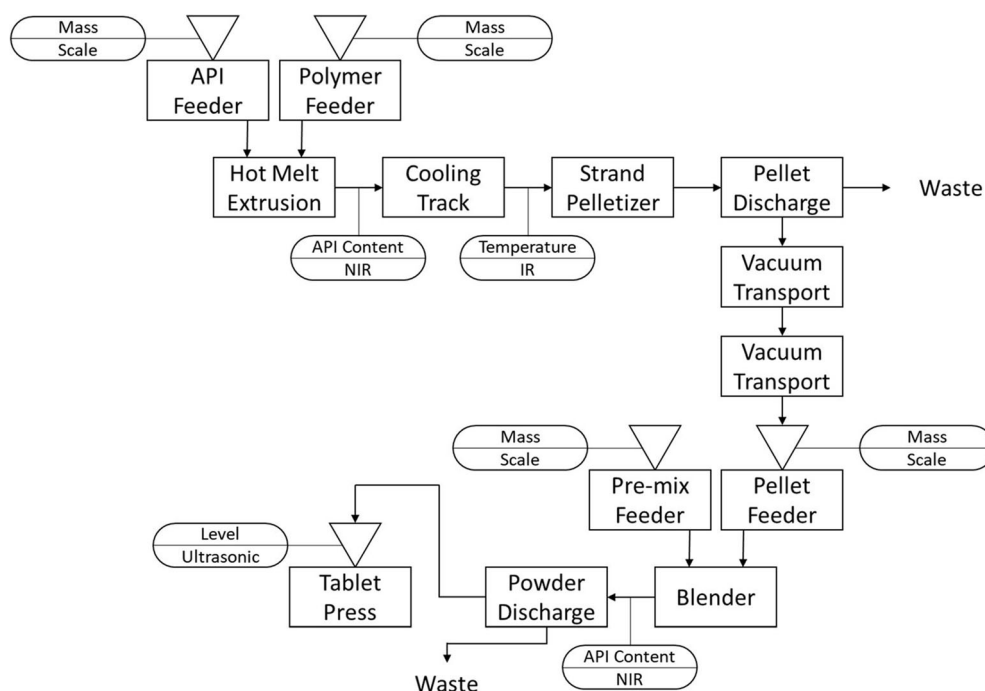 Mass
Scale
Mass
Scale
API
Feeder
Polymer
Feeder
Hot Melt
Extrusion
Cooling
Track
Strand
Pelletizer
Pellet
Discharge
Waste
API Content
NIR
Temperature
IR
Vacuum
Transport
Vacuum
Transport
Mass
Scale
Mass
Scale
Pre-mix
Feeder
Pellet
Feeder
Level
Ultrasonic
Tablet
Press
Powder
Discharge
Blender
API Content
NIR
Waste